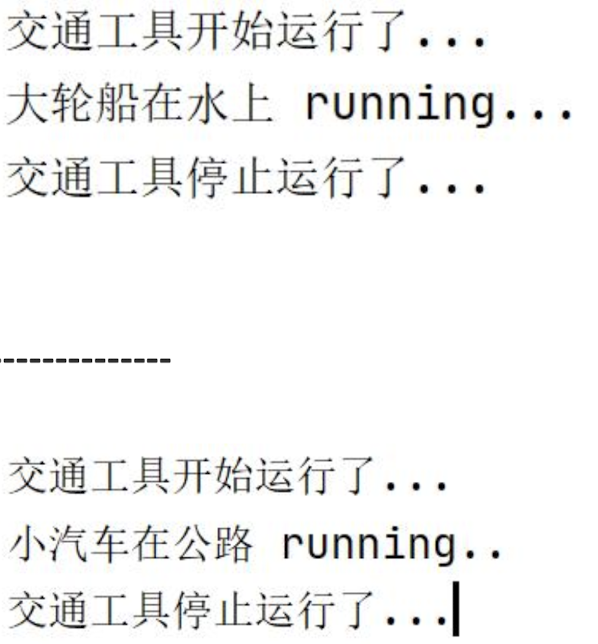 交通工具开始运行了...
大轮船在水上 running...
交通工具停止运行了...
--------------
交通工具开始运行了...
小汽车在公路 running..
交通工具停止运行了...